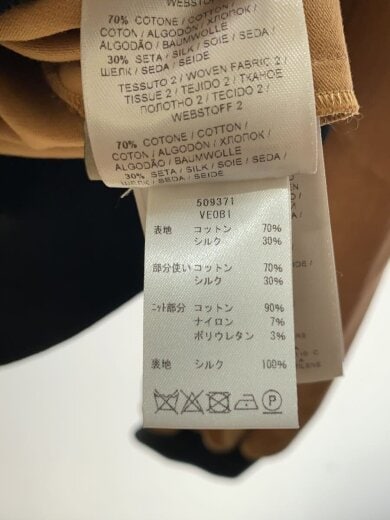 WEBSTOFF
70% COTONE / COTTON /
COTON / ALGODÓN / ХЛОПОК /
ALGODÃO / BAUMWOLLE
30% SETA / SILK / SOIE / SEDA /
ШЕЛК / SEDA / SEIDE
TESSUTO 2 / WOVEN FABRIC 2 /
TISSUE 2 / TEJIDO 2 / ТКАНОЕ
ПОЛОТНО 2 / TECIDO 2 /
WEBSTOFF 2
70% COTONE / COTTON /
COTON / ALGODÓN / ХЛОПОК /
ALGODÃO / BAUMWOLLE
30% SETA / SILK / SOIE / SEDA /
ШЕЛК / SEDA / SEIDE
509371
VE0B1
表地 コットン 70%
シルク 30%
部分使い コットン 70%
シルク 30%
ニット部分 コットン 90%
ナイロン 7%
ポリウレタン 3%
裏地 シルク 100%
P